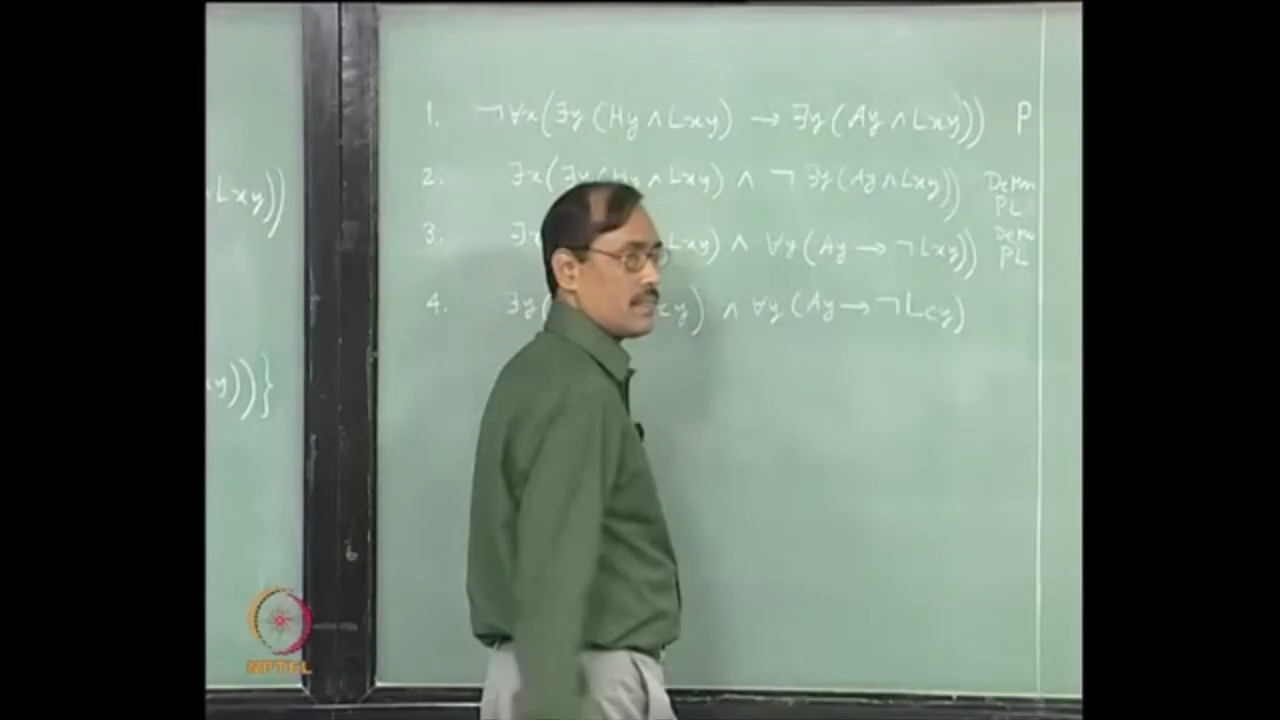 Lxy))
y))}
1. ¬∀x(∃y(Hy∧Lxy) → ∃y(Ay∧Lxy)) P
2. ∃x(∃y(Hy∧Lxy) ∧ ¬∃y(Ay∧Lxy)) Dem PL
3. ∃x Lxy) ∧ ∀y(Ay→¬Lxy)) Dem PL
4. ∃y( cy) ∧ ∀y(Ay→¬Lcy)
NPTEL